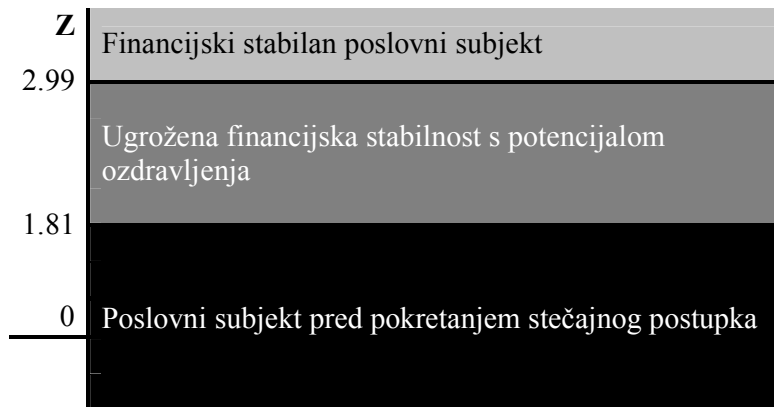 Z
Financijski stabilan poslovni subjekt
2.99
Ugrožena financijska stabilnost s potencijalom
ozdravljenja
1.81
0
Poslovni subjekt pred pokretanjem stečajnog postupka